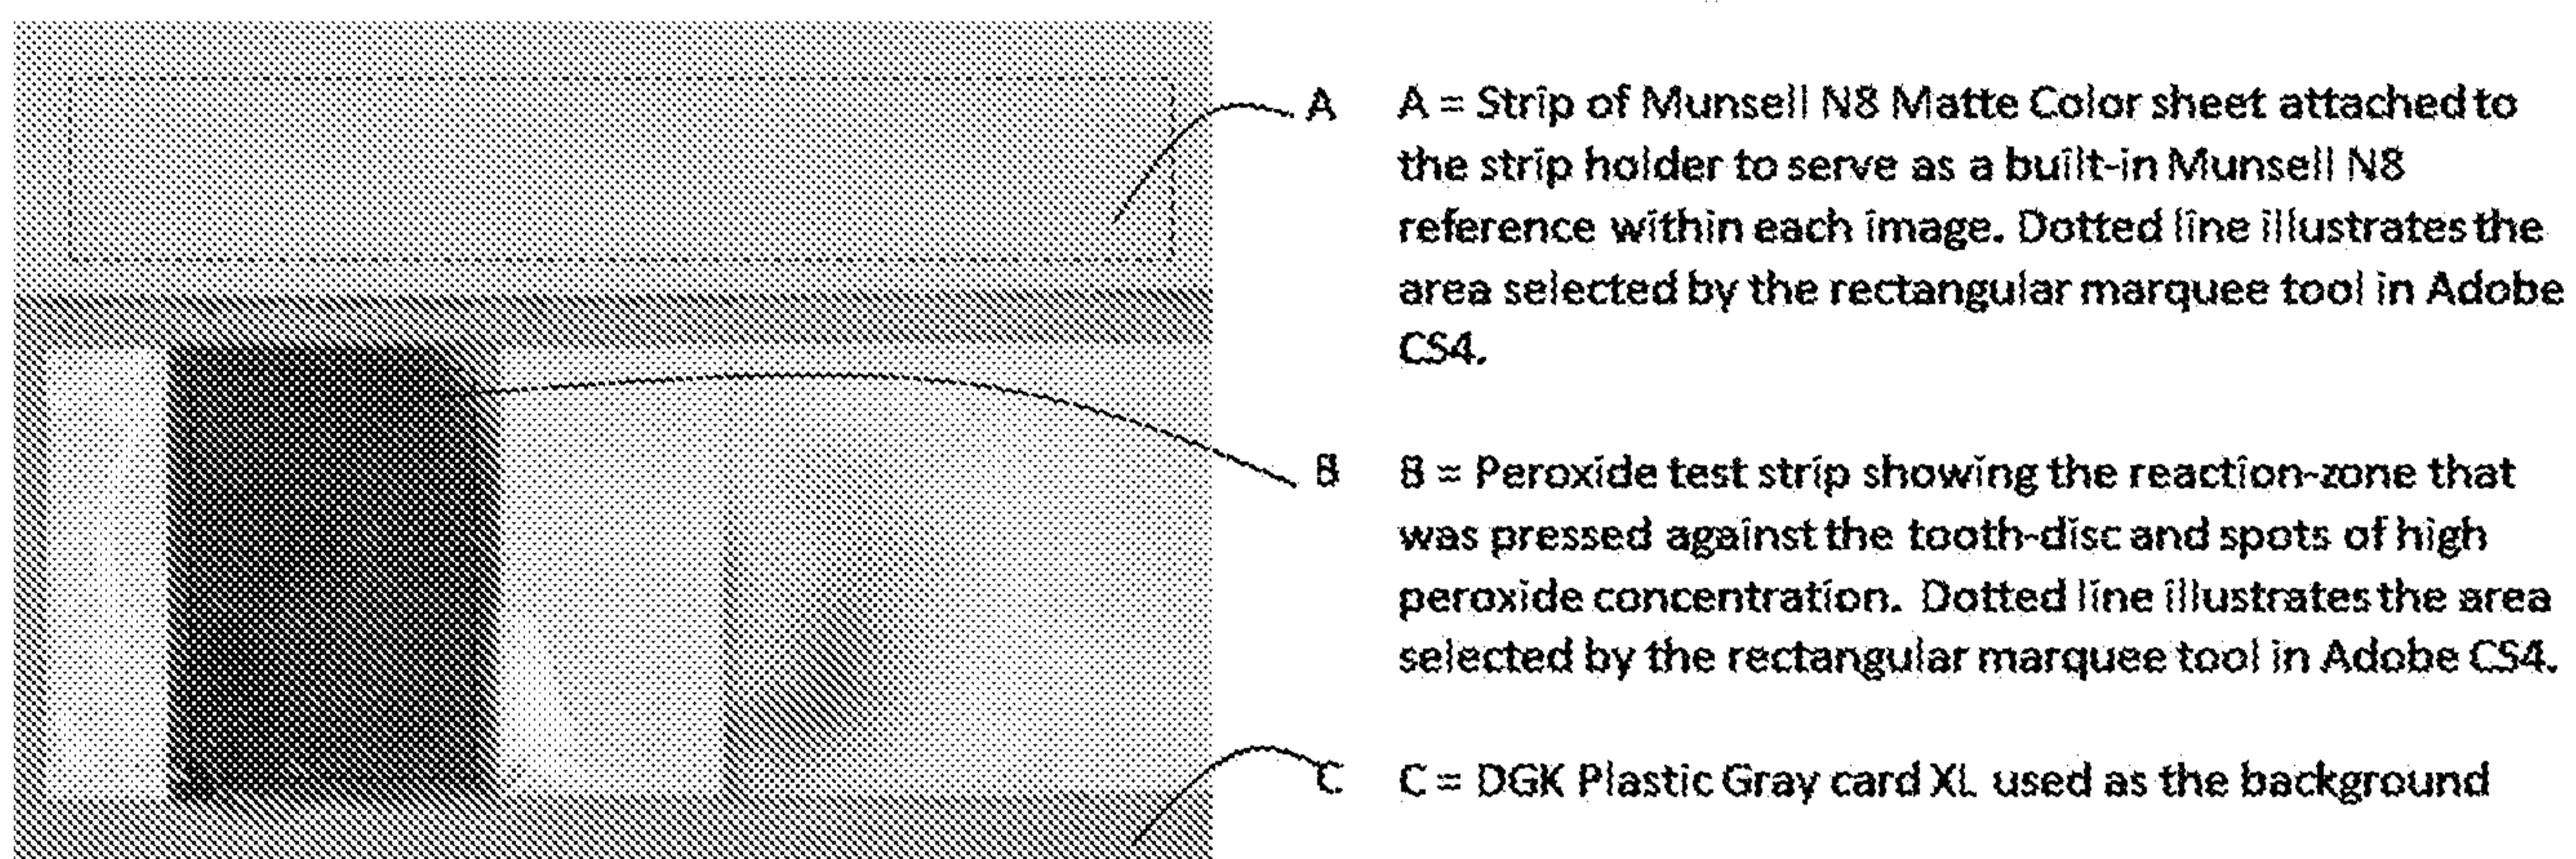 A
A = Strip of Munsell N8 Matte Color sheet attached to
the strip holder to serve as a built-in Munsell N8
reference within each image. Dotted line illustrates the
area selected by the rectangular marquee tool in Adobe
CS4.
B
B = Peroxide test strip showing the reaction-zone that
was pressed against the tooth-disc and spots of high
peroxide concentration. Dotted line illustrates the area
selected by the rectangular marquee tool in Adobe CS4.
C
C = DGK Plastic Gray card XL used as the background